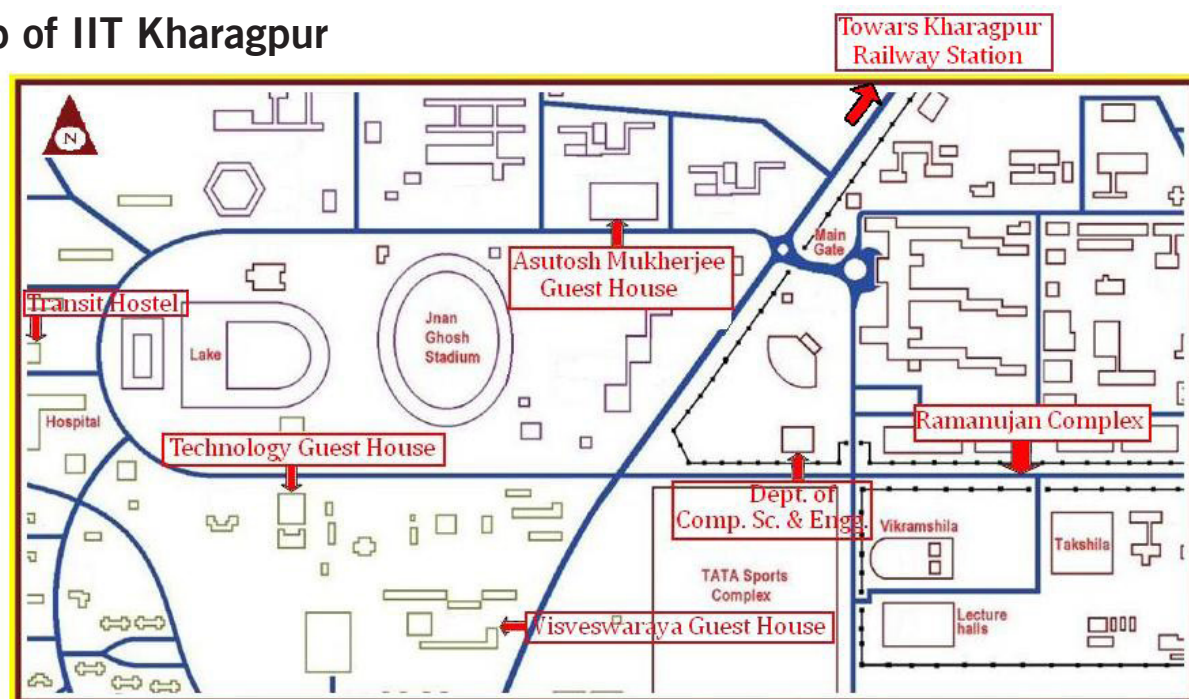 of IIT Kharagpur
Towars Kharagpur
Railway Station
N
Main
Gate
Asutosh Mukherjee
Guest House
Transit Hostel
Jnan
Ghosh
Stadium
Lake
Hospital
Technology Guest House
Ramanujan Complex
Dept. of
Comp. Sc. & Engg.
Vikramshila
Takshila
TATA Sports
Complex
Visveswaraya Guest House
Lecture
halls